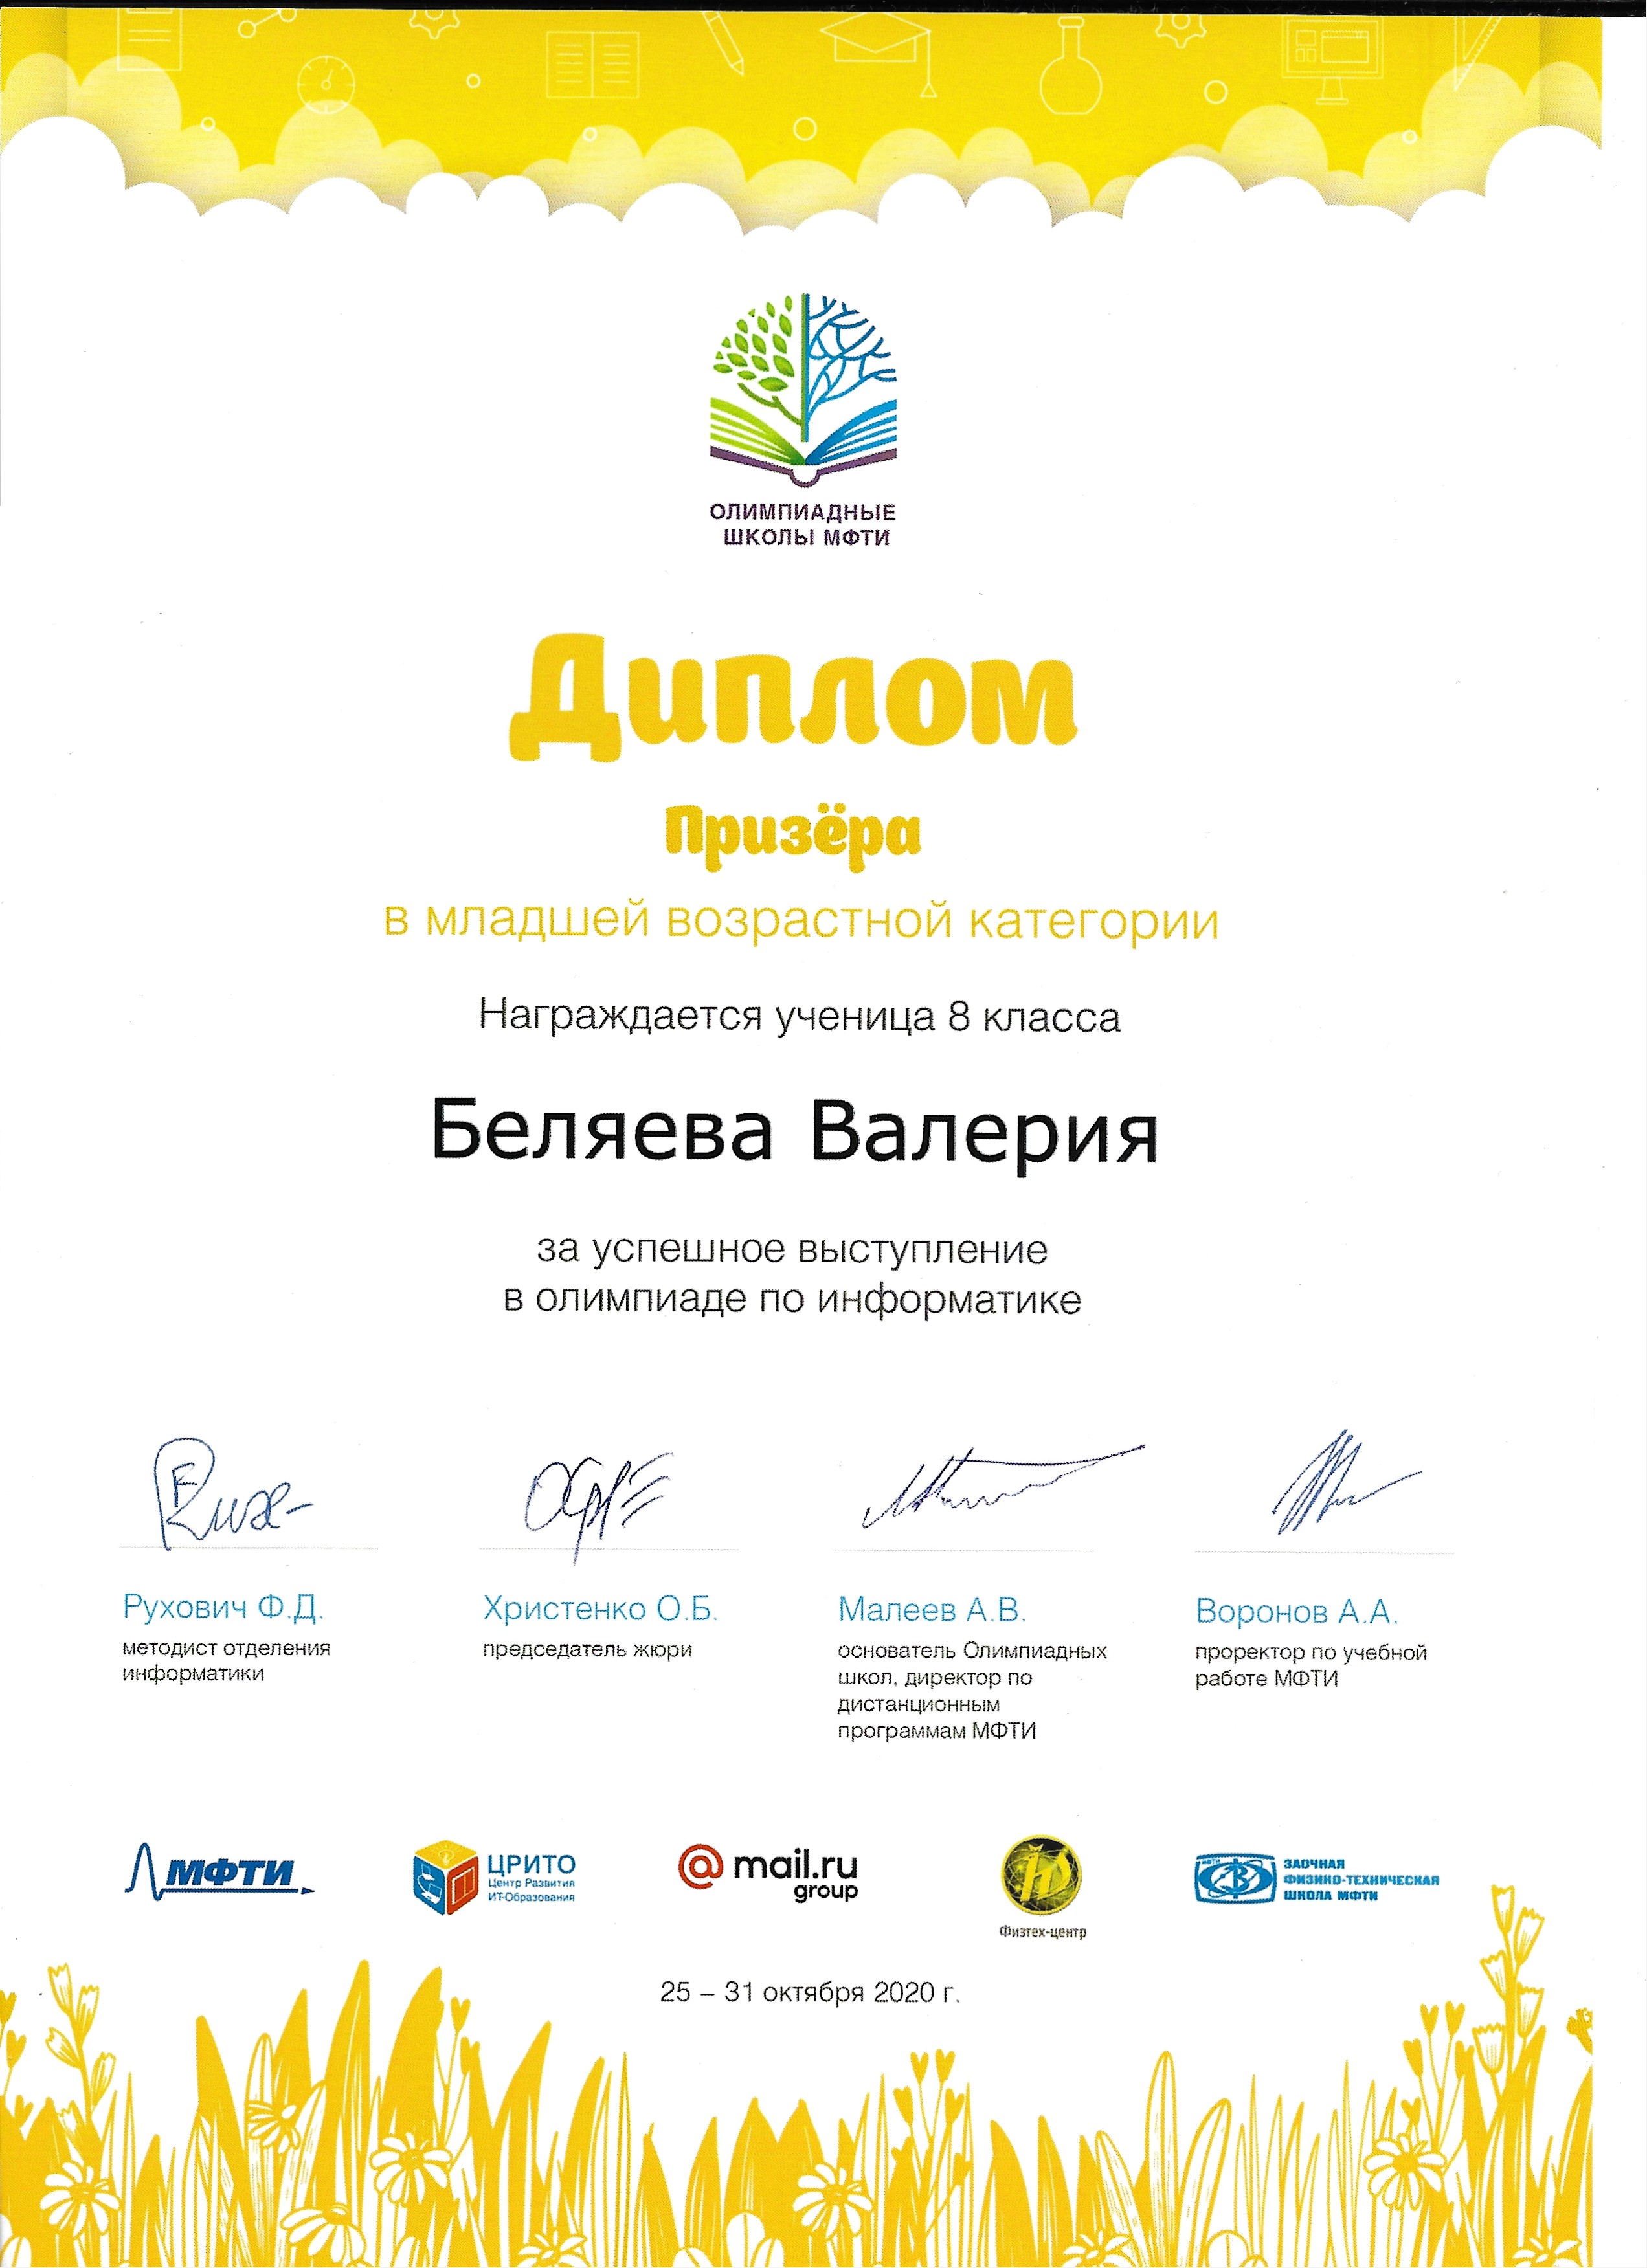 ОЛИМПИАДНЫЕ
ШКОЛЫ МФТИ
Диплом
Призёра
в младшей возрастной категории
Награждается ученица 8 класса
Беляева Валерия
за успешное выступление
в олимпиаде по информатике
Рухович Ф.Д.
методист отделения
информатики
Христенко О.Б.
председатель жюри
Малеев А.В.
основатель Олимпиадных
школ, директор по
дистанционным
программам МФТИ
Воронов А.А.
проректор по учебной
работе МФТИ
МФТИ
ЦРИТО
Центр Развития
ИТ-Образования
@mail.ru
group
Физтех-центр
ЗАОЧНАЯ
ФИЗИКО-ТЕХНИЧЕСКАЯ
ШКОЛА МФТИ
25 – 31 октября 2020 г.